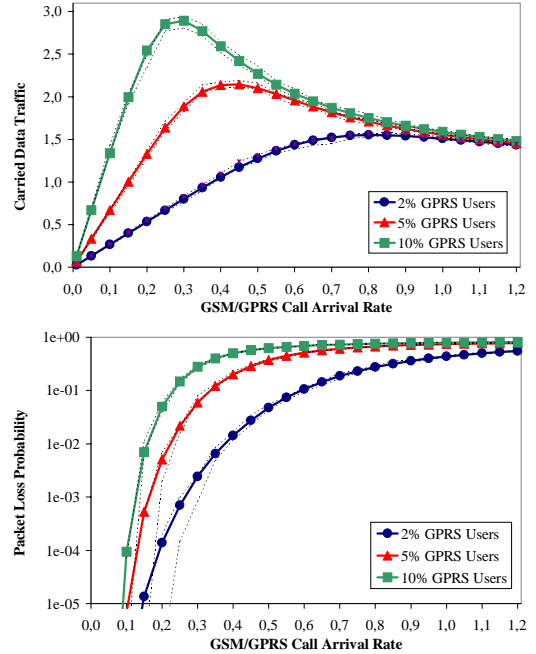 Carried Data Traffic
3,0
2,5
2,0
1,5
1,0
0,5
0,0
2% GPRS Users
5% GPRS Users
10% GPRS Users
0,0 0,1 0,2 0,3 0,4 0,5 0,6 0,7 0,8 0,9 1,0 1,1 1,2
GSM/GPRS Call Arrival Rate
Packet Loss Probability
1e+00
1e-01
1e-02
1e-03
1e-04
1e-05
2% GPRS Users
5% GPRS Users
10% GPRS Users
0,0 0,1 0,2 0,3 0,4 0,5 0,6 0,7 0,8 0,9 1,0 1,1 1,2
GSM/GPRS Call Arrival Rate